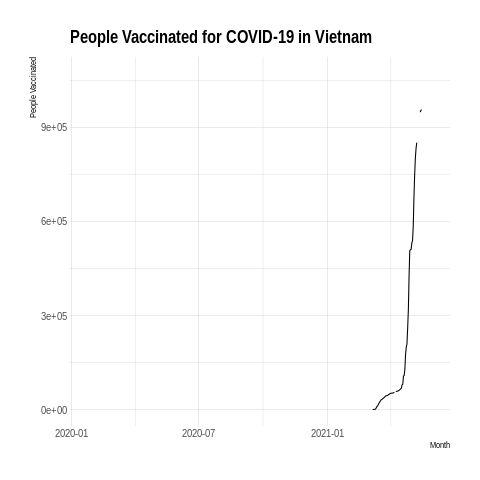 People Vaccinated for COVID-19 in Vietnam
People Vaccinated
9e+05
6e+05
3e+05
0e+00
2020-01 2020-07 2021-01
Month